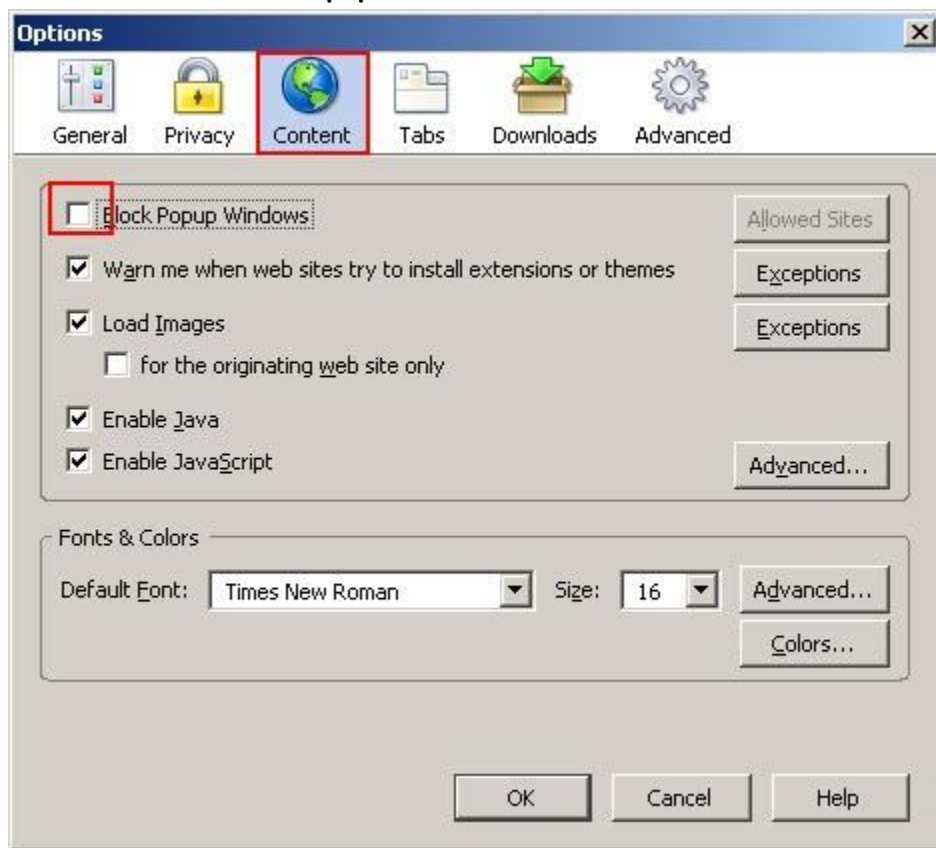 Options
General Privacy Content Tabs Downloads Advanced
Block Popup Windows Allowed Sites
Warn me when web sites try to install extensions or themes Exceptions
Load Images Exceptions
for the originating web site only
Enable Java
Enable JavaScript Advanced...
Fonts & Colors
Default Font: Times New Roman Size: 16 Advanced...
Colors...
OK Cancel Help